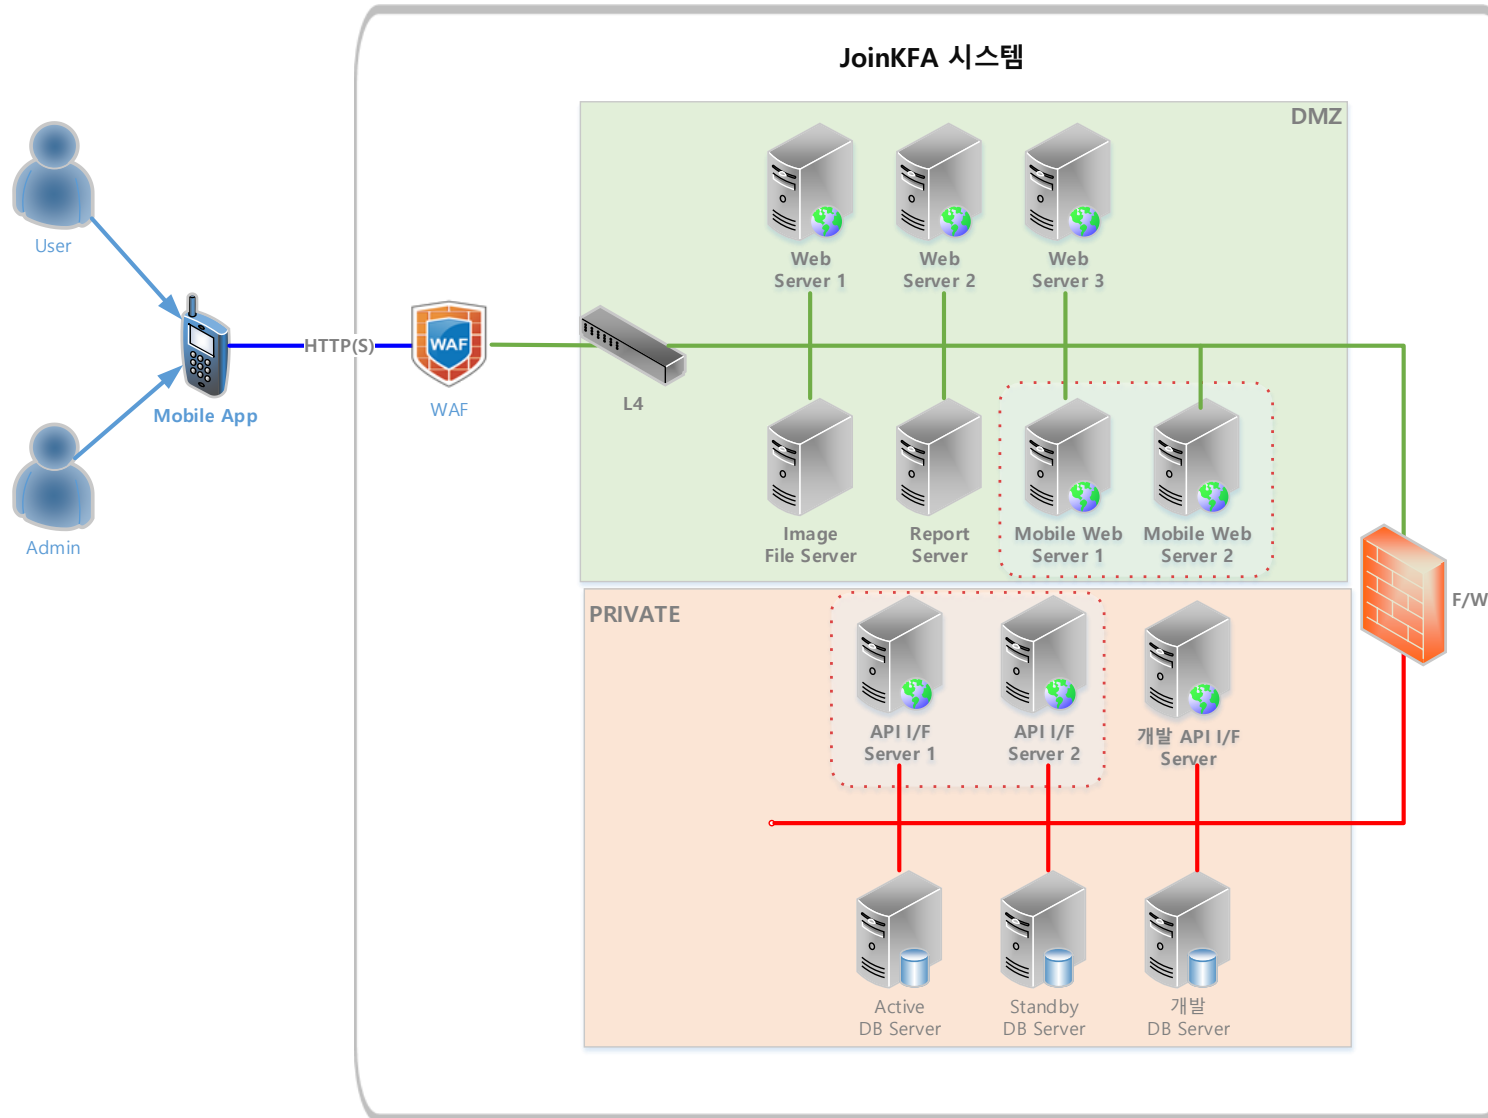 JoinKFA 시스템
DMZ
Web
Server 1
Web
Server 2
Web
Server 3
User
HTTP(S)
WAF
WAF
L4
Mobile App
Admin
Image
File Server
Report
Server
Mobile Web
Server 1
Mobile Web
Server 2
F/W
PRIVATE
API I/F
Server 1
API I/F
Server 2
개발 API I/F
Server
Active
DB Server
Standby
DB Server
개발
DB Server